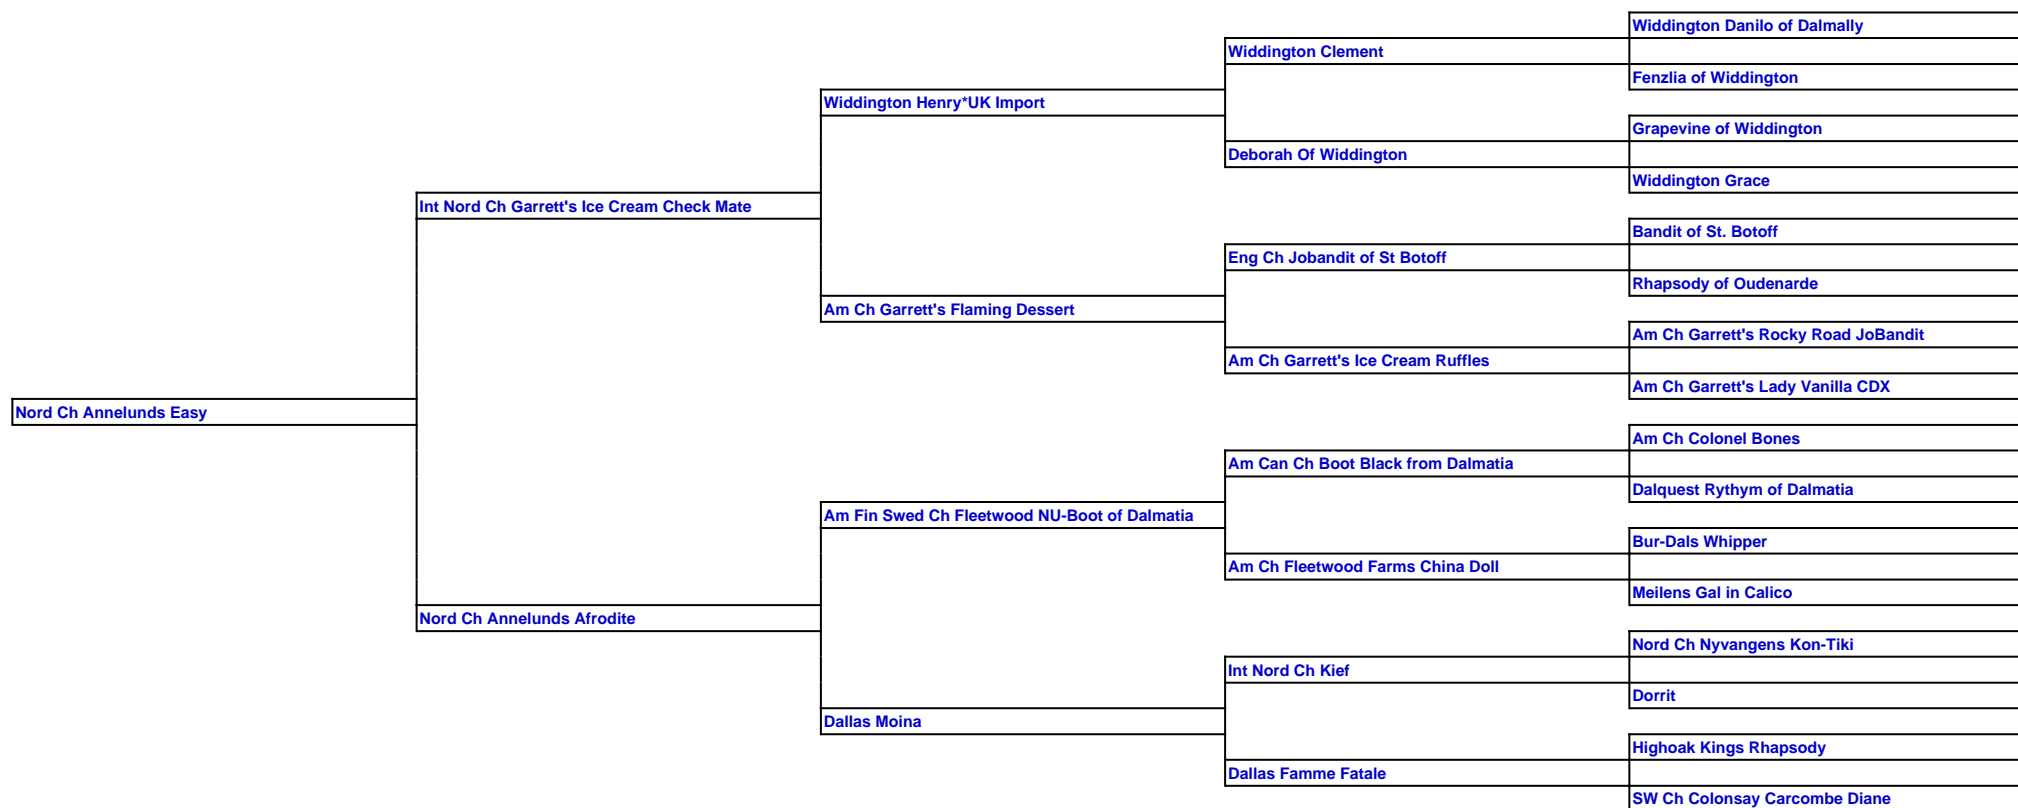 Widdington Danilo of Dalmally
Widdington Clement
Fenzlia of Widdington
Widdington Henry*UK Import
Grapevine of Widdington
Deborah Of Widdington
Widdington Grace
Int Nord Ch Garrett's Ice Cream Check Mate
Bandit of St. Botoff
Eng Ch Jobandit of St Botoff
Rhapsody of Oudenarde
Am Ch Garrett's Flaming Dessert
Am Ch Garrett's Rocky Road JoBandit
Am Ch Garrett's Ice Cream Ruffles
Am Ch Garrett's Lady Vanilla CDX
Nord Ch Annelunds Easy
Am Ch Colonel Bones
Am Can Ch Boot Black from Dalmatia
Dalquest Rythym of Dalmatia
Am Fin Swed Ch Fleetwood NU-Boot of Dalmatia
Bur-Dals Whipper
Am Ch Fleetwood Farms China Doll
Meilens Gal in Calico
Nord Ch Annelunds Afrodite
Nord Ch Nyvangens Kon-Tiki
Int Nord Ch Kief
Dorrit
Dallas Moina
Highoak Kings Rhapsody
Dallas Famme Fatale
SW Ch Colonsay Carcombe Diane